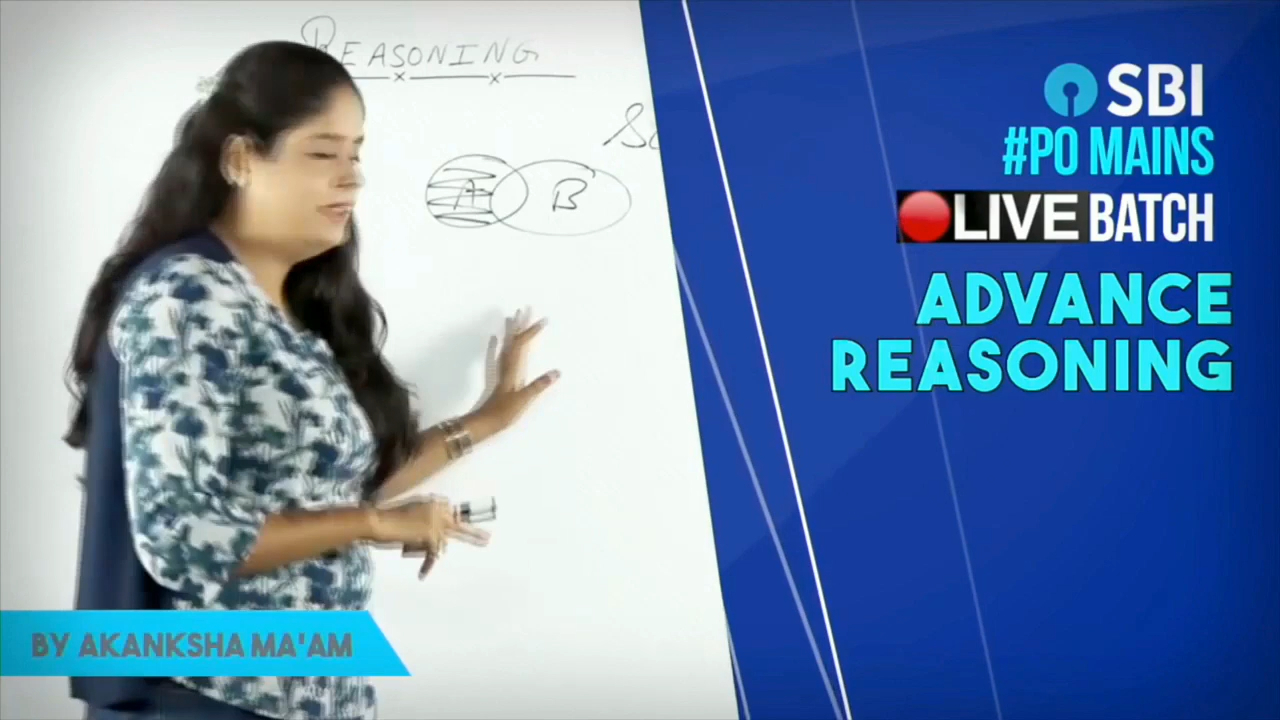 REASONING
A
B
SBI
#PO MAINS
LIVE BATCH
ADVANCE
REASONING
BY AKANKSHA MA'AM